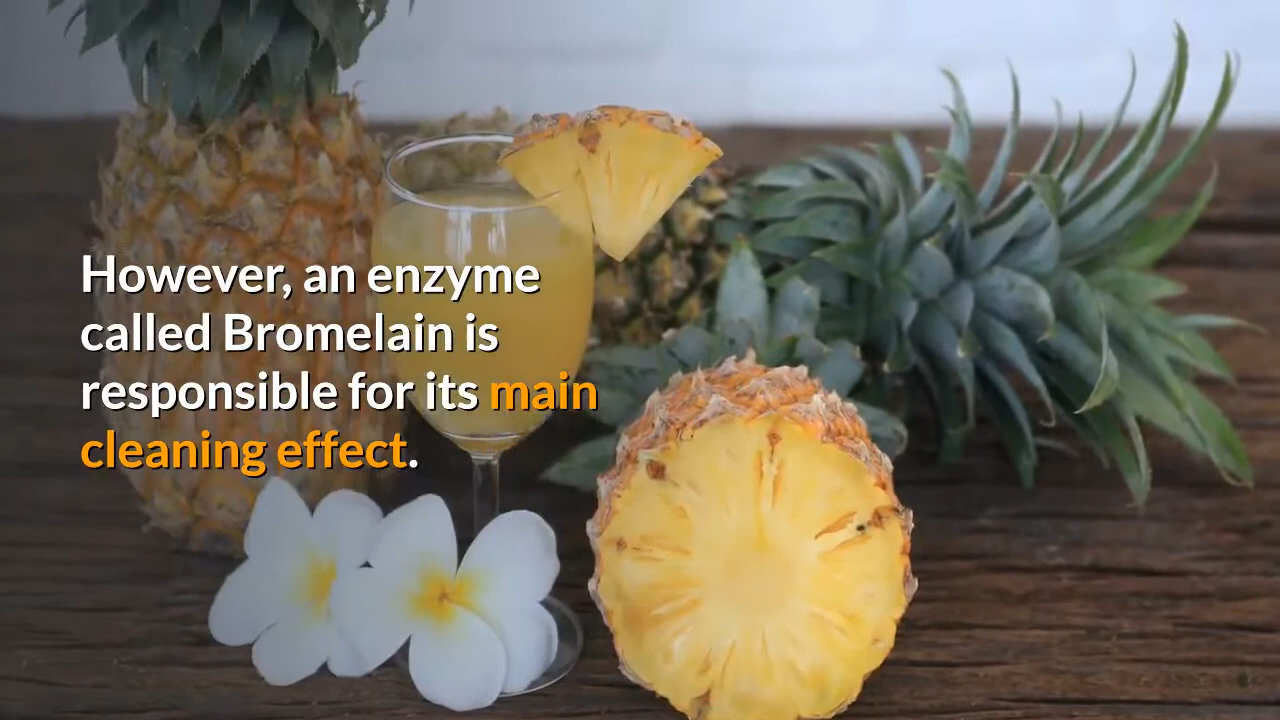 However, an enzyme
called Bromelain is
responsible for its main
cleaning effect.